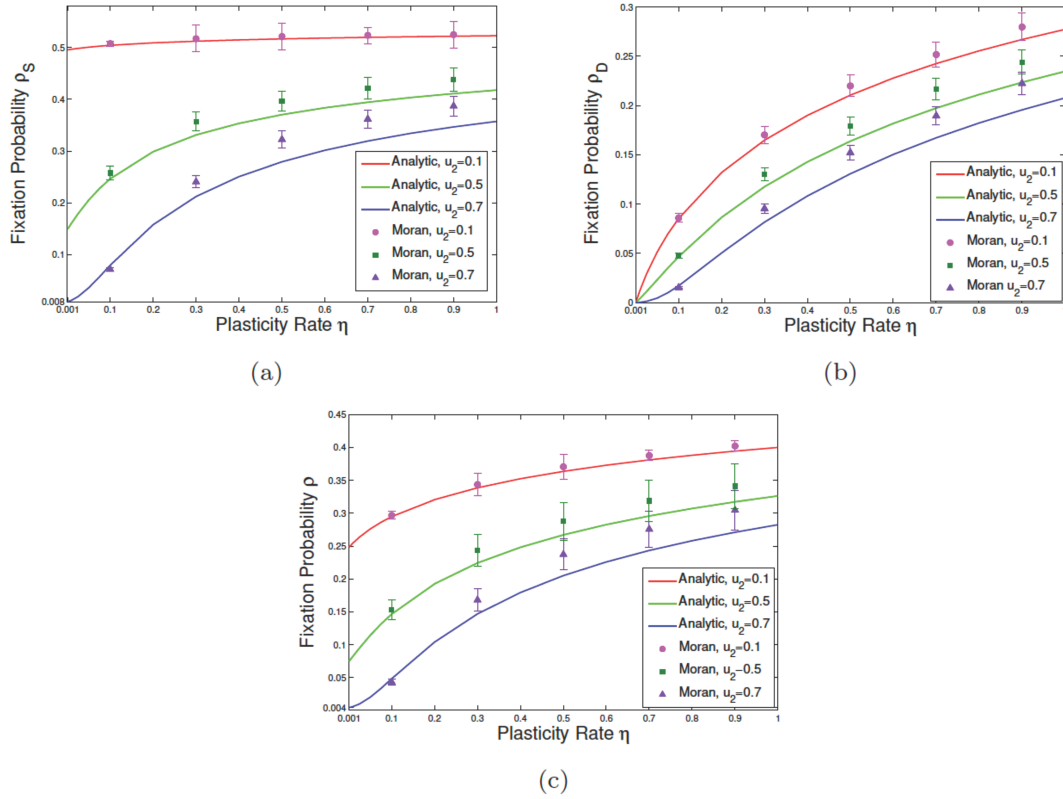 0.5
0.4
0.3
0.2
0.1
0.008
Fixation Probability ρS
0.001 0.1 0.2 0.3 0.4 0.5 0.6 0.7 0.8 0.9 1
Plasticity Rate η
Analytic, u2=0.1
Analytic, u2=0.5
Analytic, u2=0.7
Moran, u2=0.1
Moran, u2=0.5
Moran, u2=0.7
(a)
0.3
0.25
0.2
0.15
0.1
0.05
0
Fixation Probability ρD
0.001 0.1 0.2 0.3 0.4 0.5 0.6 0.7 0.8 0.9
Plasticity Rate η
Analytic, u2=0.1
Analytic, u2=0.5
Analytic, u2=0.7
Moran, u2=0.1
Moran, u2=0.5
Moran u2=0.7
(b)
0.45
0.4
0.35
0.3
0.25
0.2
0.15
0.1
0.05
0.004
Fixation Probability ρ
0.001 0.1 0.2 0.3 0.4 0.5 0.6 0.7 0.8 0.9 1
Plasticity Rate η
Analytic, u2=0.1
Analytic, u2=0.5
Analytic, u2=0.7
Moran, u2=0.1
Moran, u2−0.5
Moran, u2=0.7
(c)